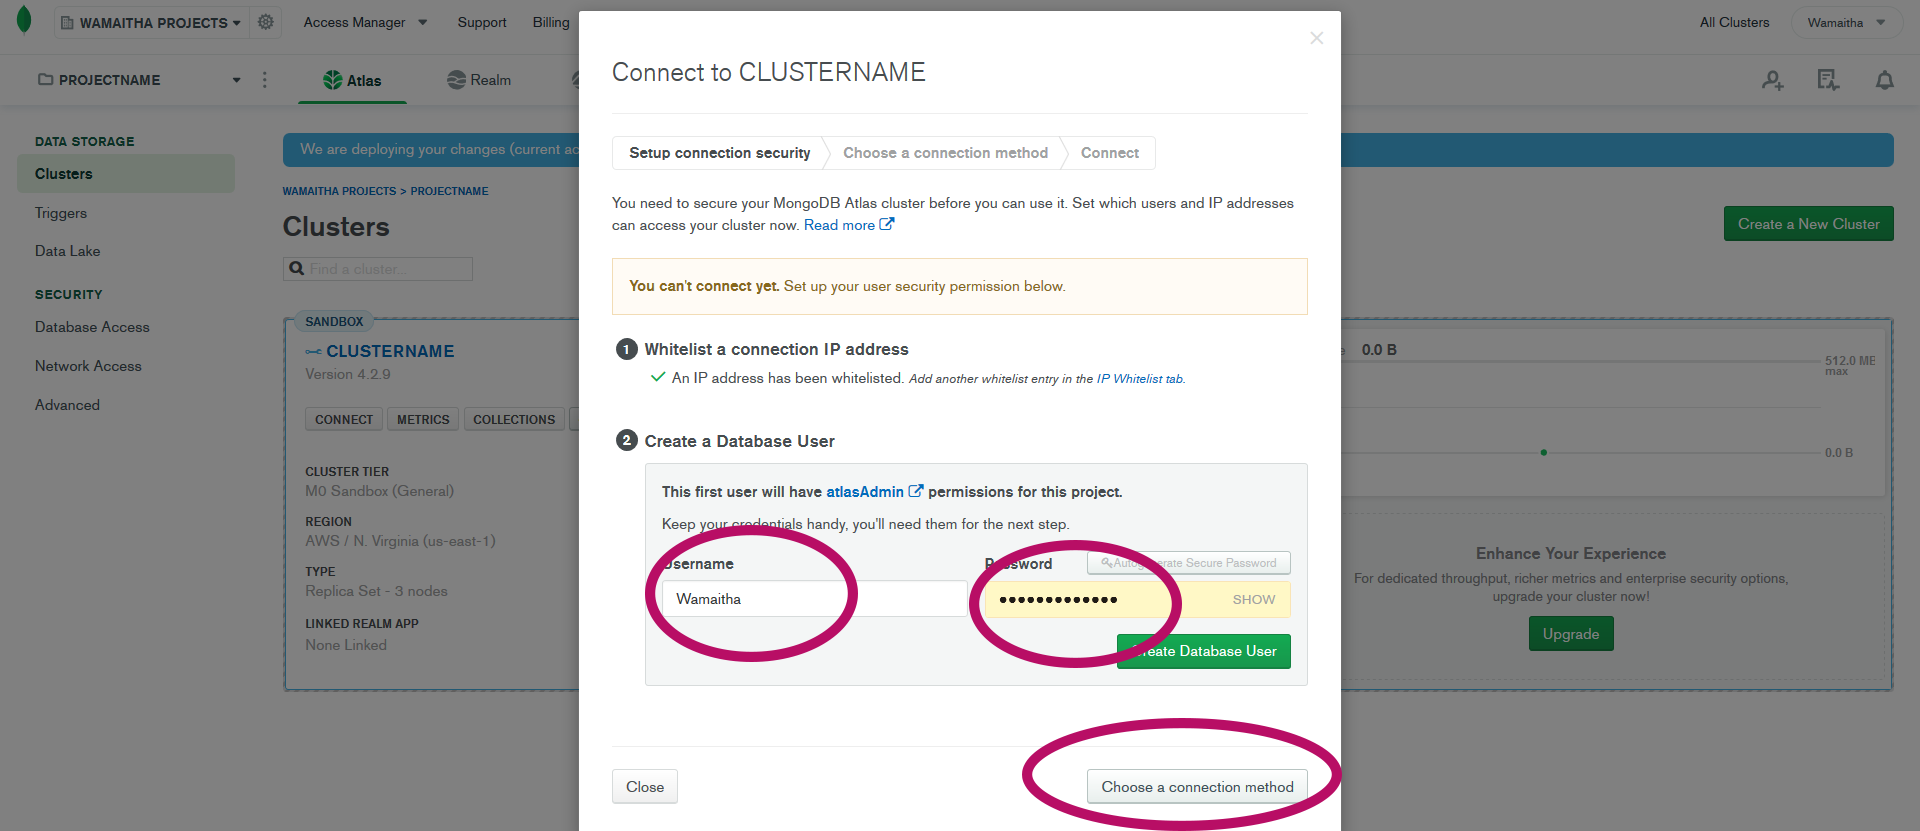 WAMAITHA PROJECTS
Access Manager
Support
Billing
All Clusters
Wamaitha
PROJECTNAME
Atlas
Realm
DATA STORAGE
Clusters
Triggers
Data Lake
SECURITY
Database Access
Network Access
Advanced
We are deploying your changes (current
WAMAITHA PROJECTS > PROJECTNAME
Clusters
Create a New Cluster
Find a cluster...
SANDBOX
CLUSTERNAME
Version 4.2.9
CONNECT
METRICS
COLLECTIONS
CLUSTER TIER
M0 Sandbox (General)
REGION
AWS / N. Virginia (us-east-1)
TYPE
Replica Set - 3 nodes
LINKED REALM APP
None Linked
Connect to CLUSTERNAME
Setup connection security
Choose a connection method
Connect
You need to secure your MongoDB Atlas cluster before you can use it. Set which users and IP addresses
can access your cluster now. Read more
You can't connect yet. Set up your user security permission below.
1 Whitelist a connection IP address
An IP address has been whitelisted. Add another whitelist entry in the IP Whitelist tab.
2 Create a Database User
This first user will have atlasAdmin permissions for this project.
Keep your credentials handy, you'll need them for the next step.
Username
Password
Autogenerate Secure Password
Wamaitha
SHOW
Create Database User
Close
Choose a connection method
0.0 B
512.0 MB
max
0.0 B
Enhance Your Experience
For dedicated throughput, richer metrics and enterprise security options,
upgrade your cluster now!
Upgrade